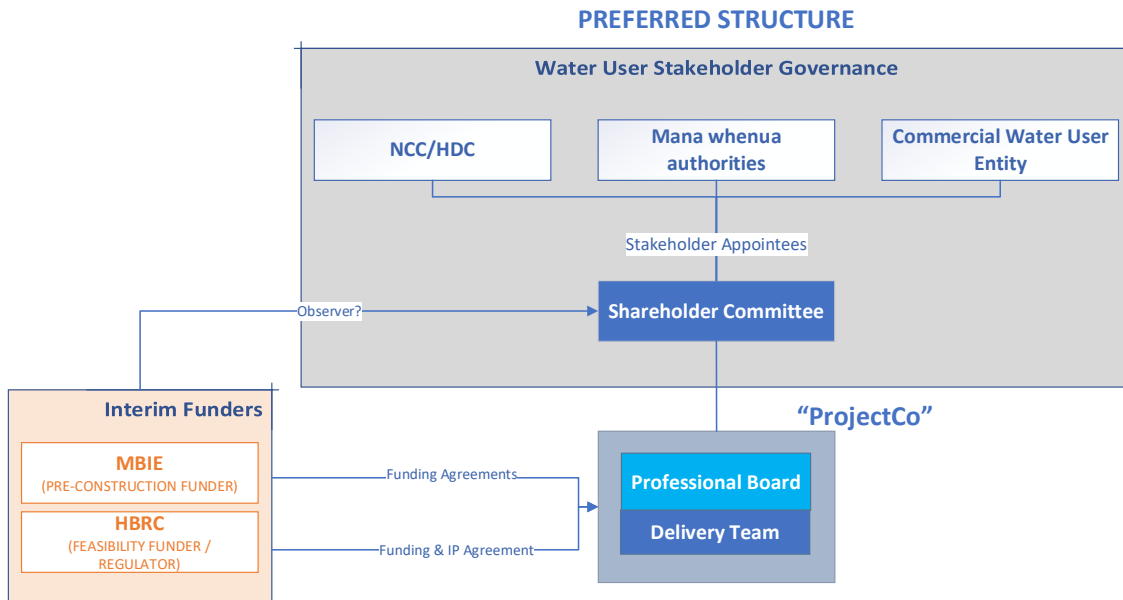 PREFERRED STRUCTURE
Water User Stakeholder Governance
NCC/HDC
Mana whenua
authorities
Commercial Water User
Entity
Stakeholder Appointees
Shareholder Committee
Observer?
Interim Funders
MBIE
(PRE-CONSTRUCTION FUNDER)
HBRC
(FEASIBILITY FUNDER /
REGULATOR)
Funding Agreements
Funding & IP Agreement
“ProjectCo”
Professional Board
Delivery Team